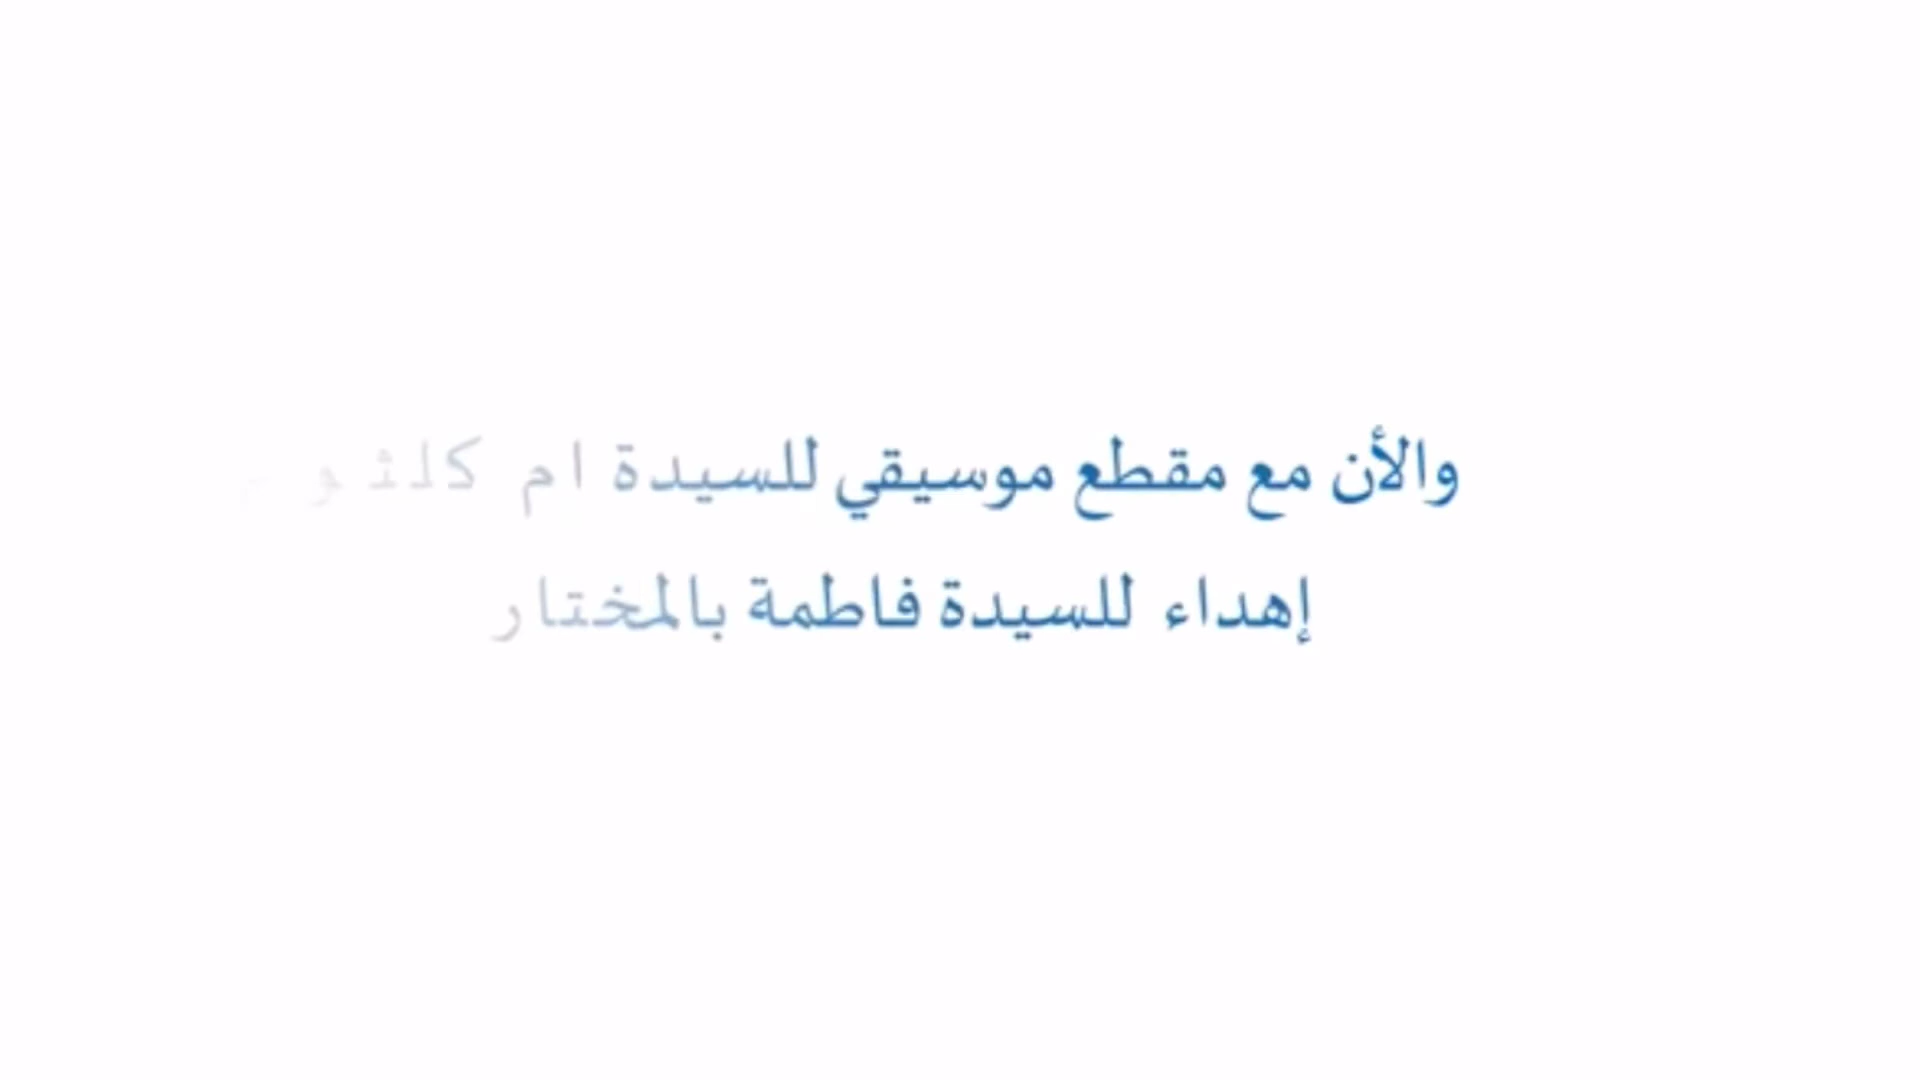 والأن مع مقطع موسيقي للسيدة ام كلثوم
إهداء للسيدة فاطمة بالمختار